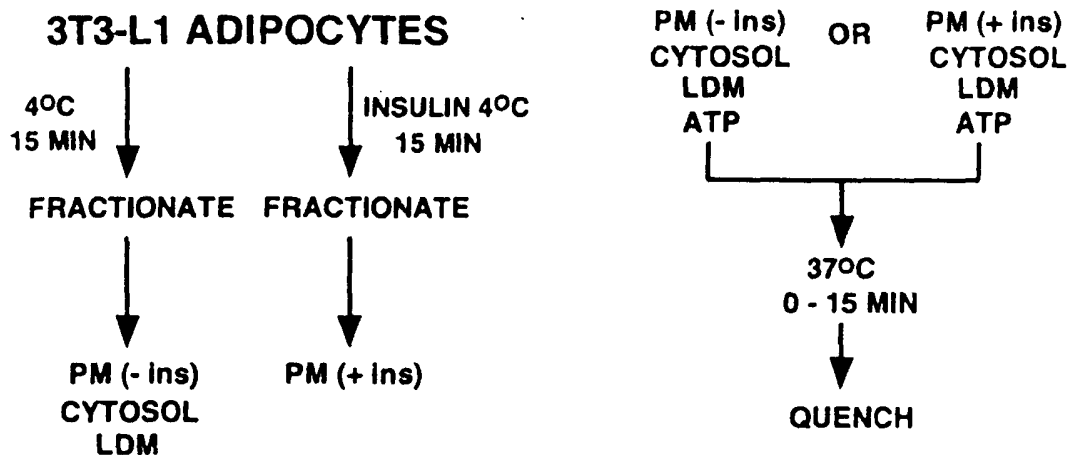 3T3-L1 ADIPOCYTES
4°C
15 MIN
INSULIN 4°C
15 MIN
FRACTIONATE
FRACTIONATE
PM (- ins)
CYTOSOL
LDM
PM (+ ins)
PM (- ins)
CYTOSOL
LDM
ATP
OR
PM (+ ins)
CYTOSOL
LDM
ATP
37°C
0 - 15 MIN
QUENCH